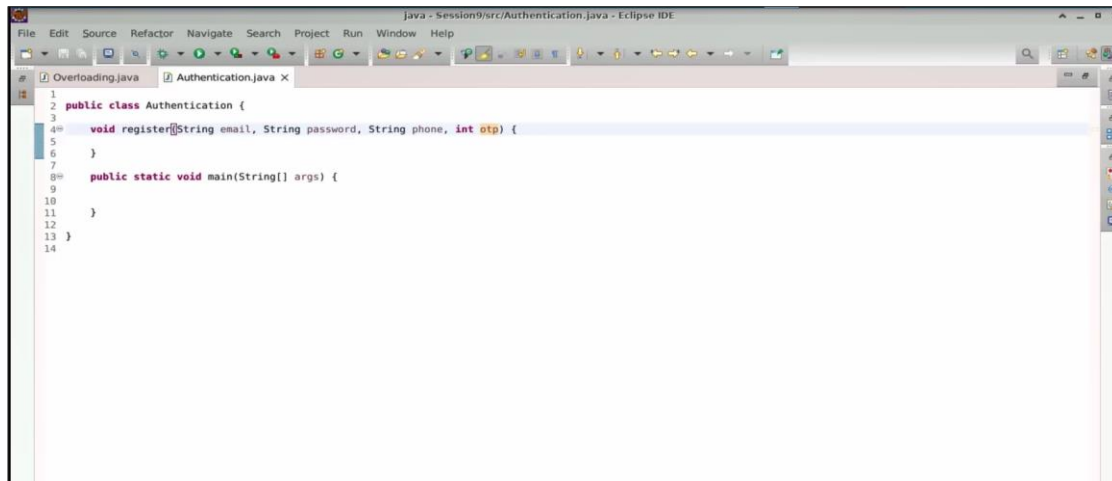 java - Session9/src/Authentication.java - Eclipse IDE
File Edit Source Refactor Navigate Search Project Run Window Help
Overloading.java Authentication.java
1
2 public class Authentication {
3
4 void register(String email, String password, String phone, int otp) {
5
6 }
7
8 public static void main(String[] args) {
9
10
11 }
12
13 }
14